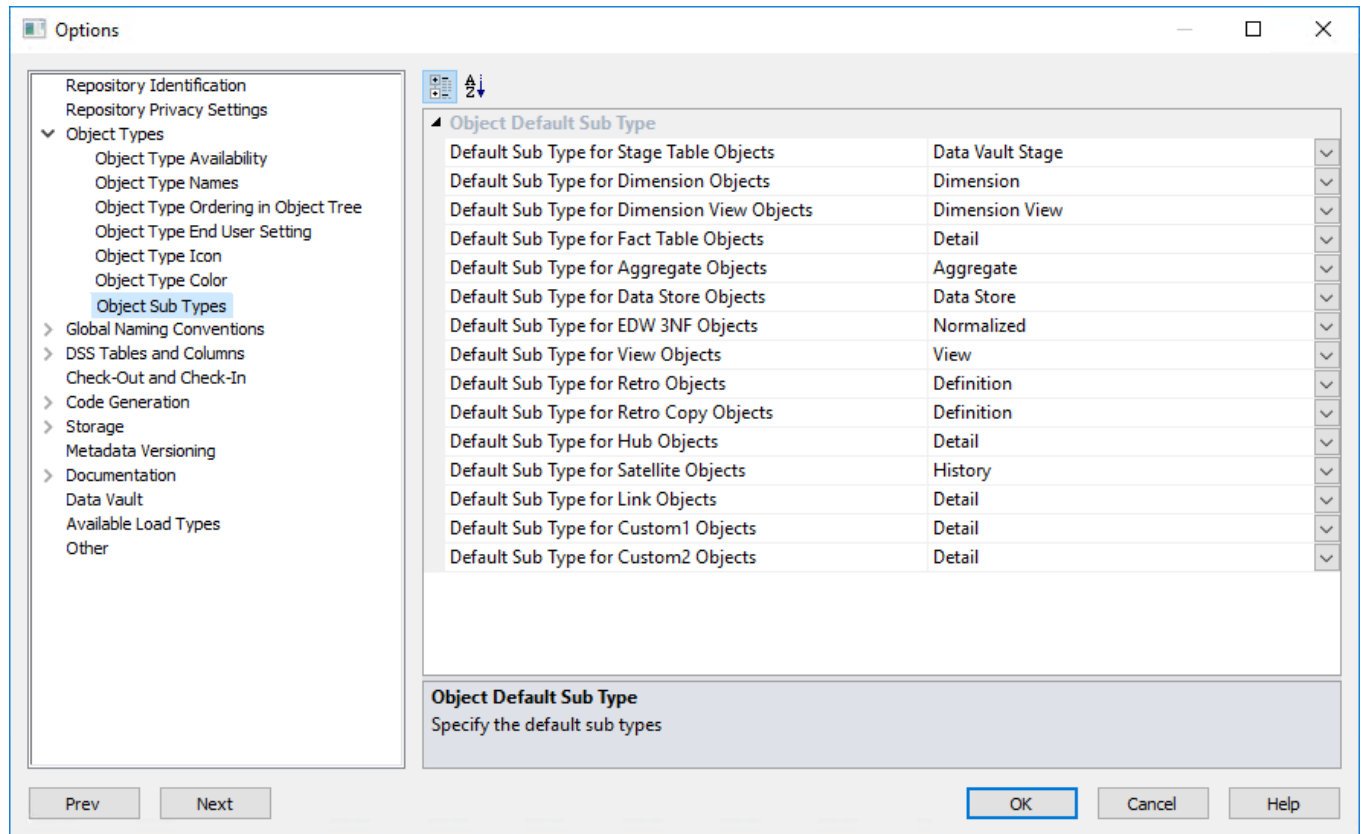 Options
Repository Identification
Repository Privacy Settings
Object Types
Object Type Availability
Object Type Names
Object Type Ordering in Object Tree
Object Type End User Setting
Object Type Icon
Object Type Color
Object Sub Types
Global Naming Conventions
DSS Tables and Columns
Check-Out and Check-In
Code Generation
Storage
Metadata Versioning
Documentation
Data Vault
Available Load Types
Other
A
Z
Object Default Sub Type
Default Sub Type for Stage Table Objects Data Vault Stage
Default Sub Type for Dimension Objects Dimension
Default Sub Type for Dimension View Objects Dimension View
Default Sub Type for Fact Table Objects Detail
Default Sub Type for Aggregate Objects Aggregate
Default Sub Type for Data Store Objects Data Store
Default Sub Type for EDW 3NF Objects Normalized
Default Sub Type for View Objects View
Default Sub Type for Retro Objects Definition
Default Sub Type for Retro Copy Objects Definition
Default Sub Type for Hub Objects Detail
Default Sub Type for Satellite Objects History
Default Sub Type for Link Objects Detail
Default Sub Type for Custom1 Objects Detail
Default Sub Type for Custom2 Objects Detail
Object Default Sub Type
Specify the default sub types
Prev Next OK Cancel Help